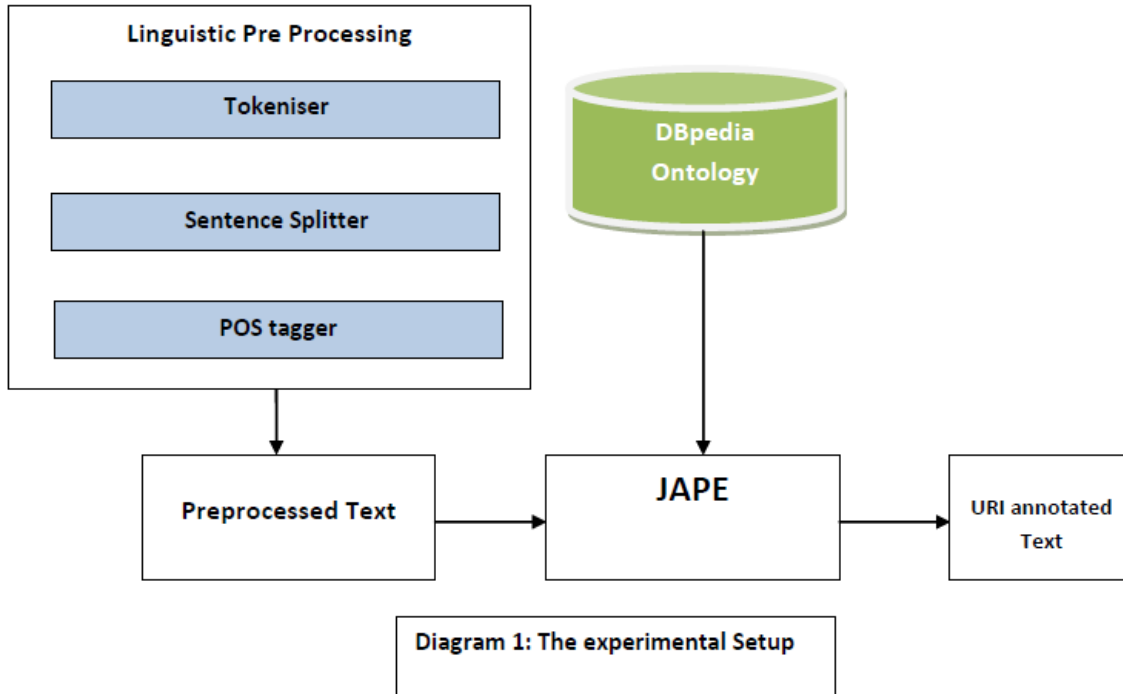 Linguistic Pre Processing
Tokeniser
Sentence Splitter
POS tagger
DBpedia
Ontology
Preprocessed Text
JAPE
URI annotated
Text
Diagram 1: The experimental Setup